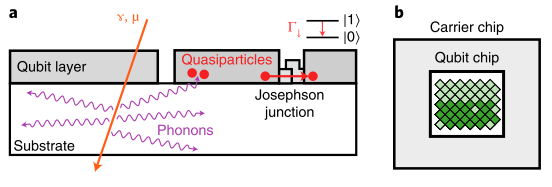 a
γ, μ
Γ↓
|1⟩
|0⟩
Quasiparticles
Qubit layer
Josephson
junction
Phonons
Substrate
b
Carrier chip
Qubit chip